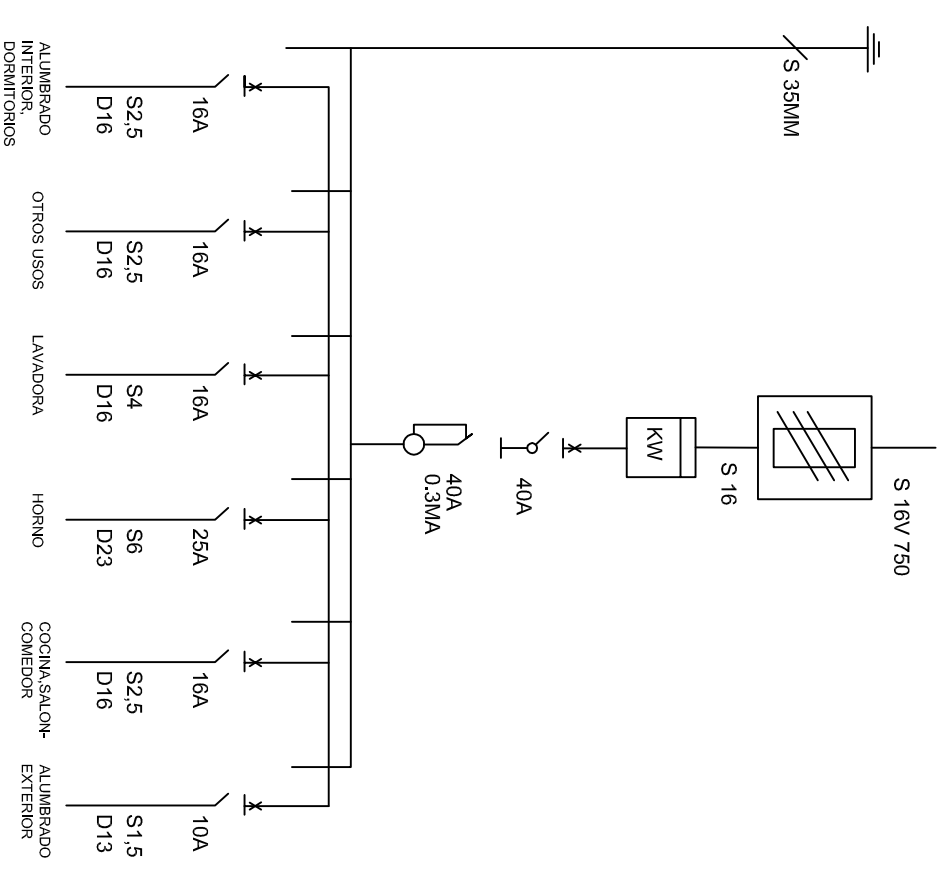 S 16V 750
S 16
KW
40A
40A
0.3MA
S 35MM
16A
S2,5
D16
ALUMBRADO
INTERIOR,
DORMITORIOS
16A
S2,5
D16
OTROS USOS
16A
S4
D16
LAVADORA
25A
S6
D23
HORNO
16A
S2,5
D16
COCINA,SALON-
COMEDOR
10A
S1,5
D13
ALUMBRADO
EXTERIOR